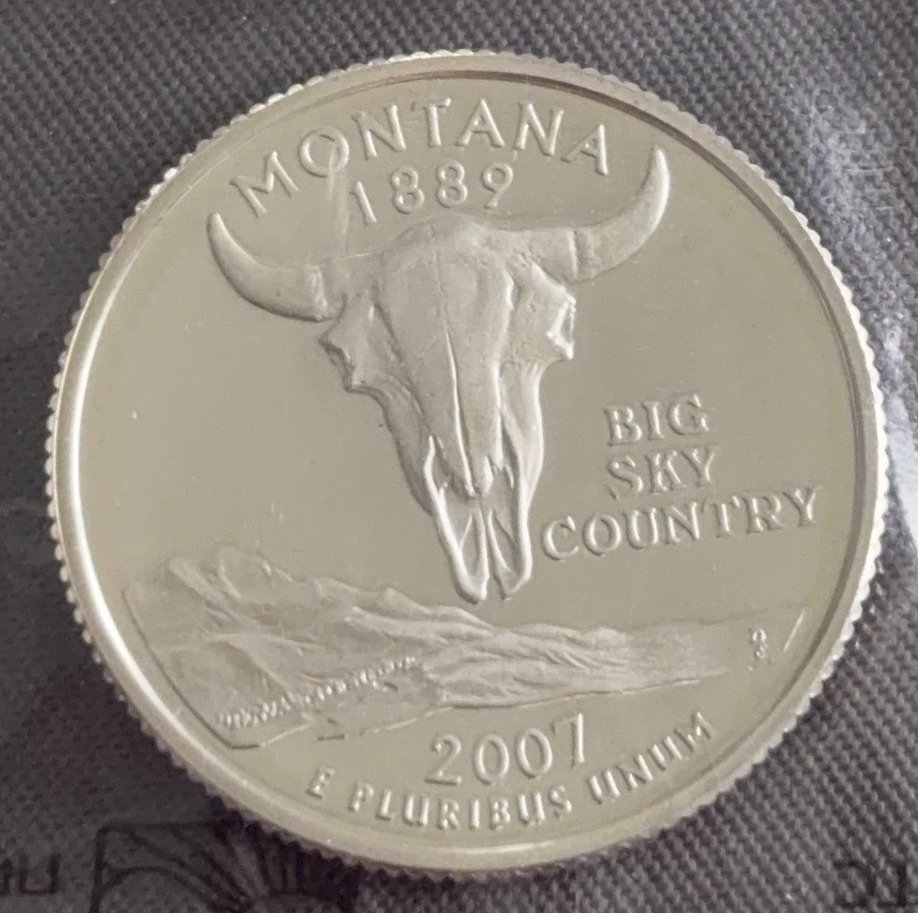 MONTANA
1889
BIG
SKY
COUNTRY
2007
E PLURIBUS UNUM